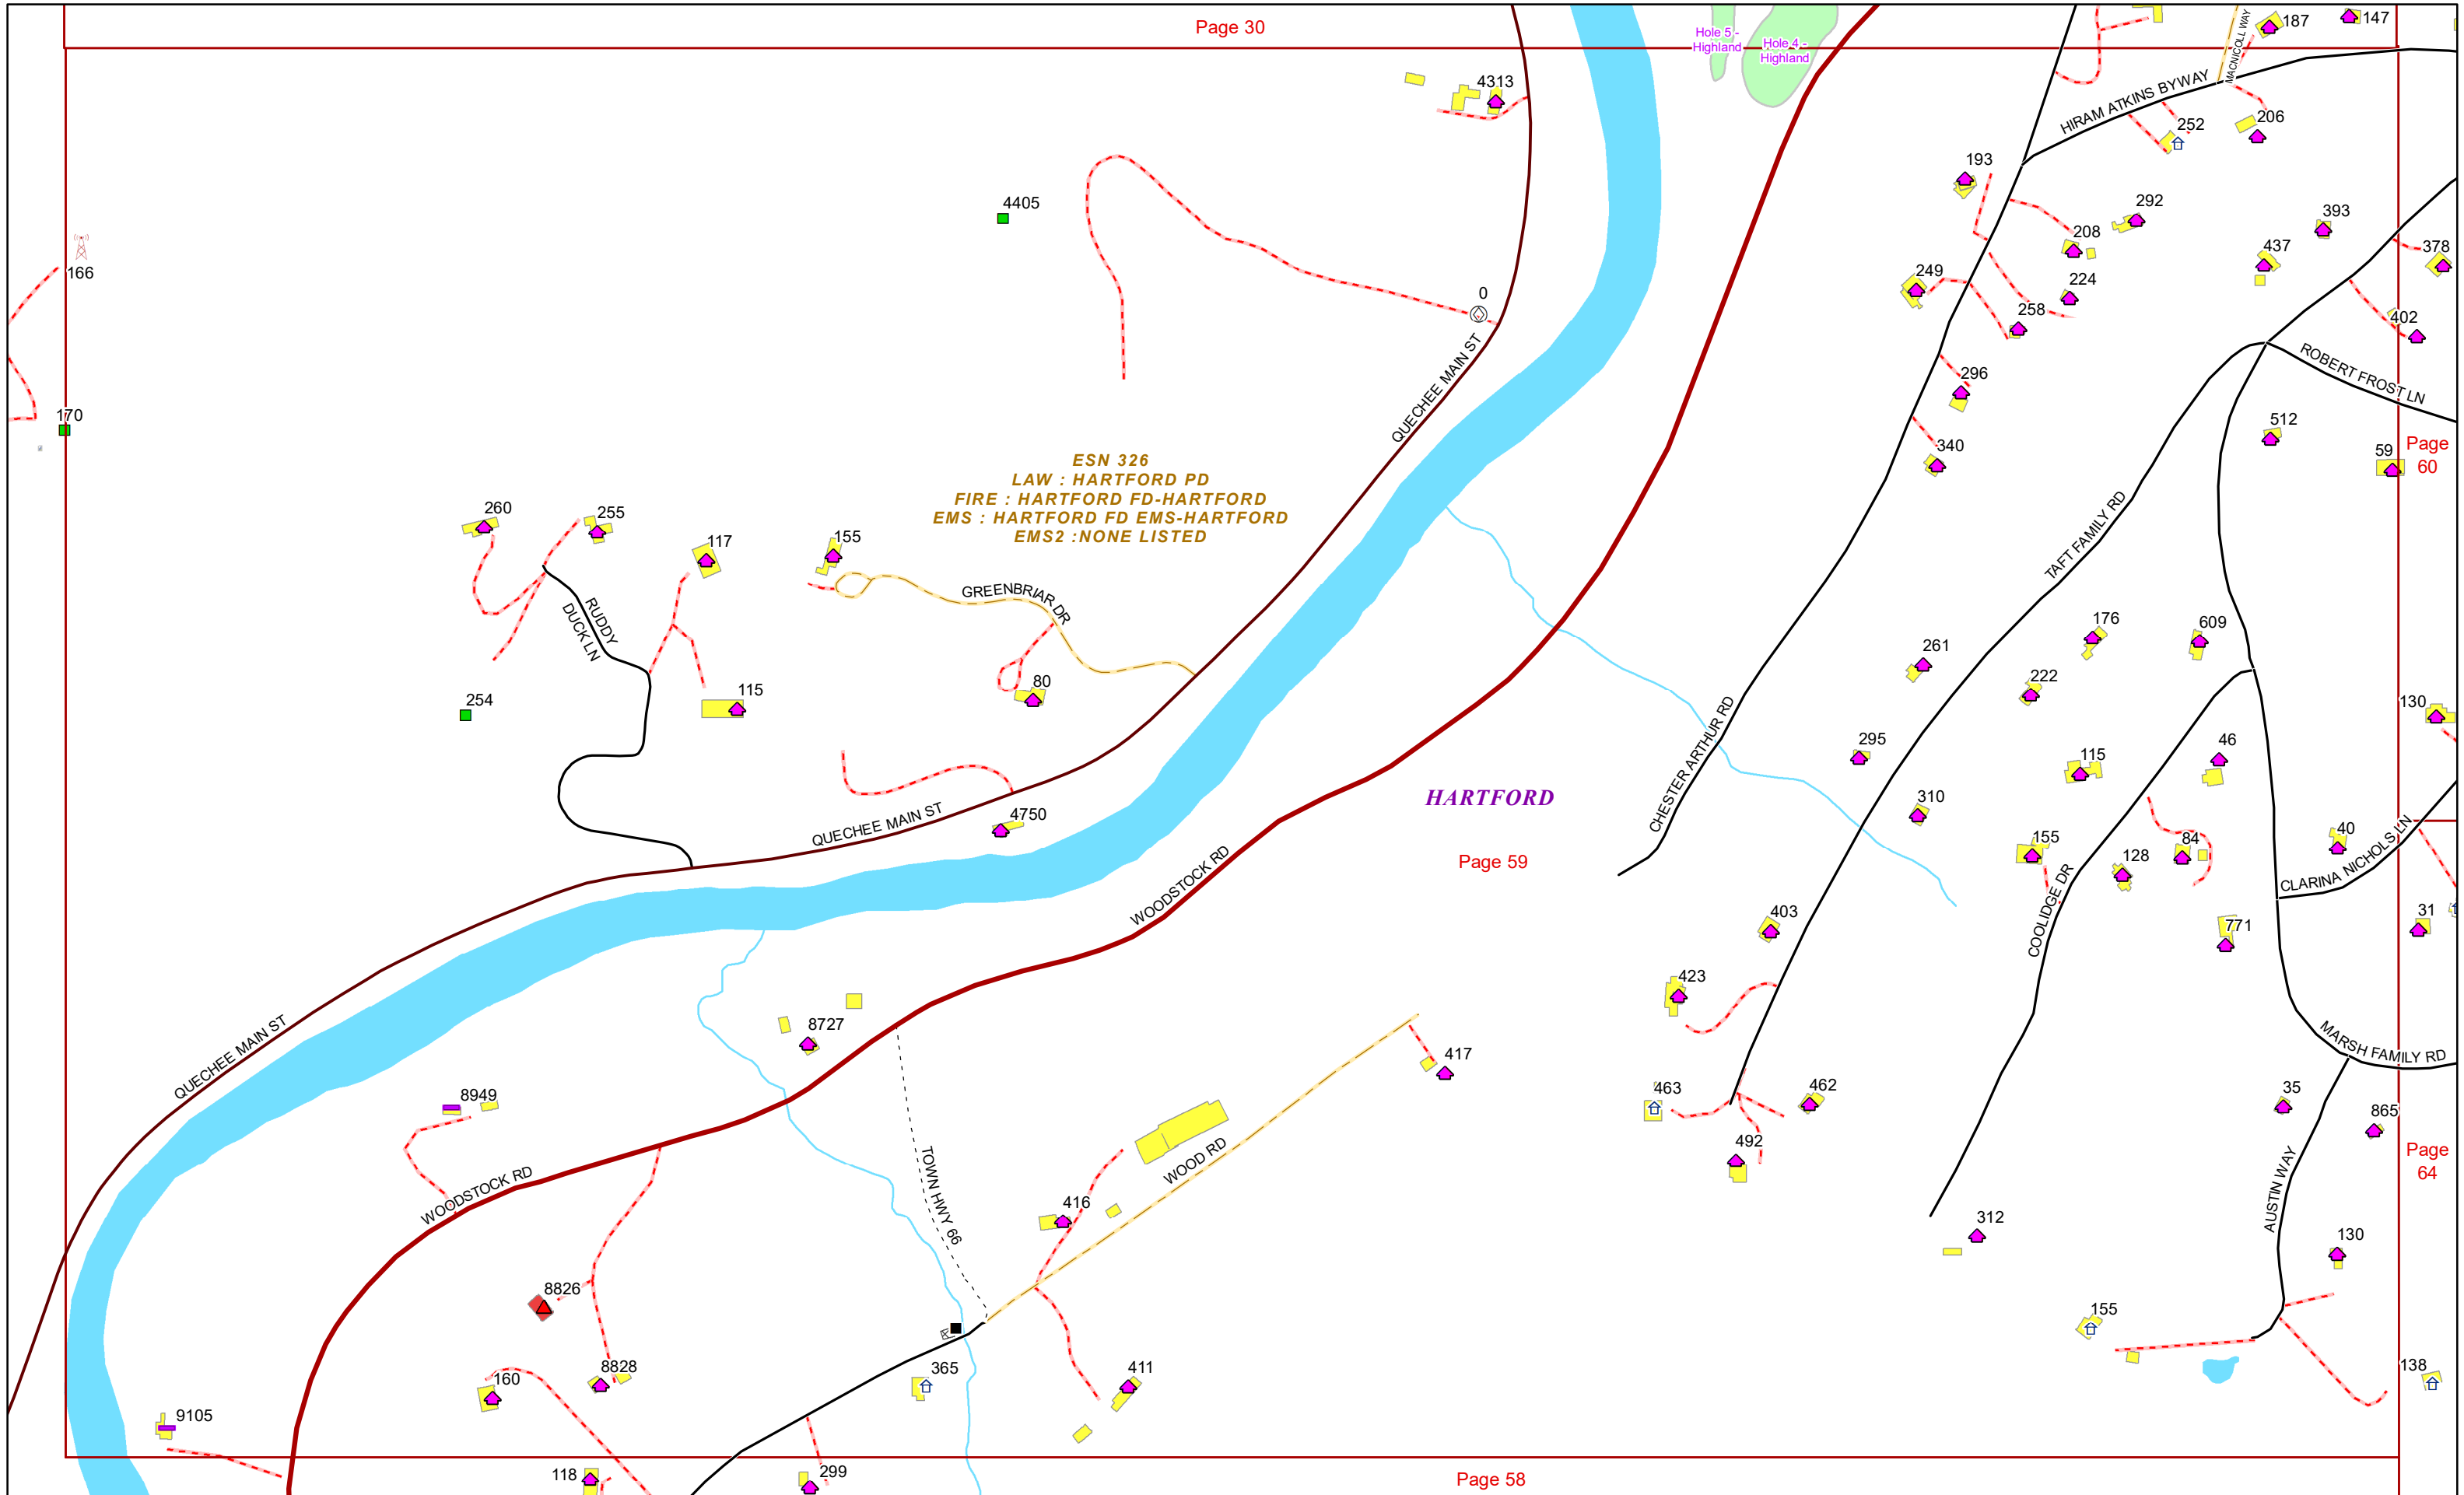 Page 30
Hole 5 -
Highland
Hole 4 -
Highland
MACNICOLL WAY
187
147
4313
HIRAM ATKINS BYWAY
252
206
193
4405
292
393
208
437
378
166
249
224
0
258
402
QUECHEE MAIN ST
ROBERT FROST LN
296
170
512
340
Page
60
59
ESN 326
LAW : HARTFORD PD
FIRE : HARTFORD FD-HARTFORD
EMS : HARTFORD FD EMS-HARTFORD
EMS2 :NONE LISTED
260
255
117
155
TAFT FAMILY RD
GREENBRIAR DR
RUDDY
DUCK LN
176
609
261
222
80
115
254
130
CHESTER ARTHUR RD
295
46
115
HARTFORD
310
4750
QUECHEE MAIN ST
155
84
40
128
Page 59
CLARINA NICHOLS LN
WOODSTOCK RD
COOLIDGE DR
403
31
771
423
8727
QUECHEE MAIN ST
417
MARSH FAMILY RD
8949
463
462
35
865
492
Page
64
WOODSTOCK RD
TOWN HWY 66
WOOD RD
416
AUSTIN WAY
312
130
8826
155
365
411
8828
160
138
9105
118
299
Page 58